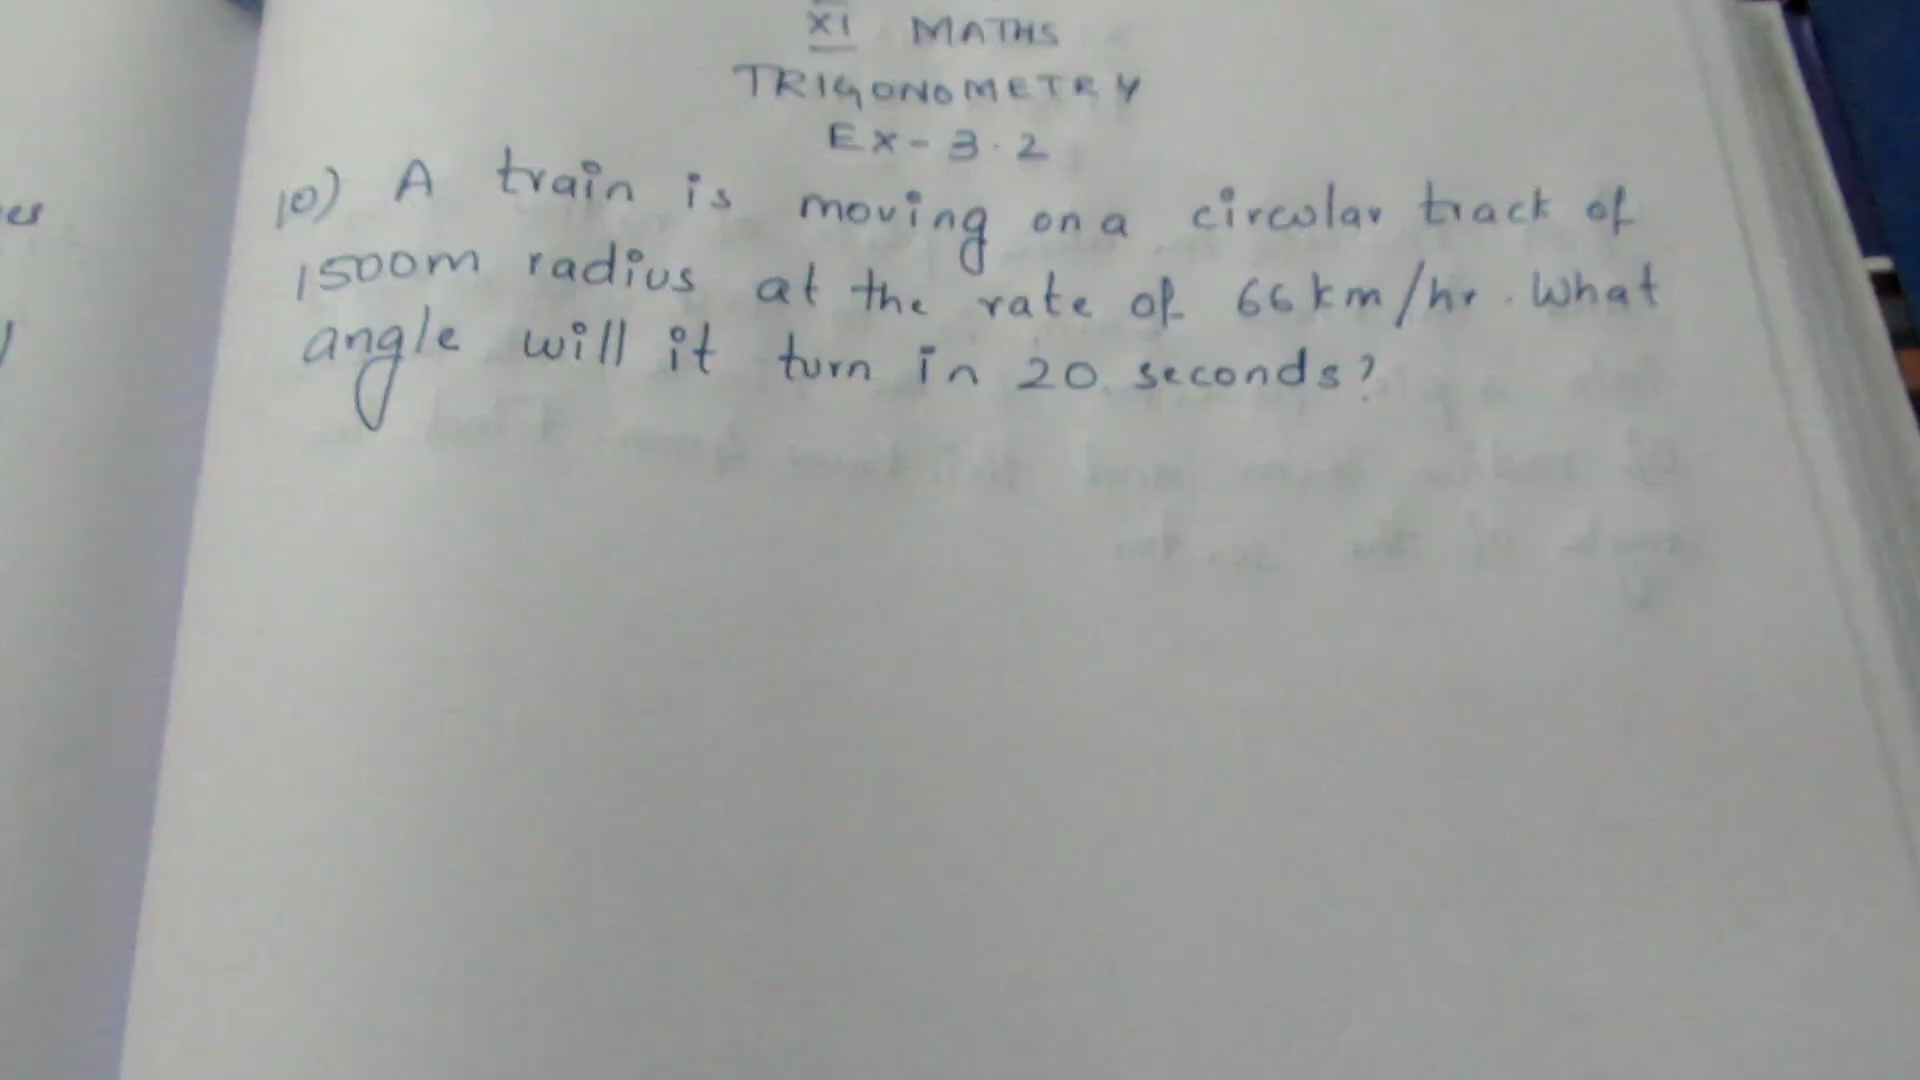 XI MATHS
TRIGONOMETRY
EX - 3.2
10) A train is moving on a circular track of
1500m radius at the rate of 66km/hr. What
angle will it turn in 20 seconds?